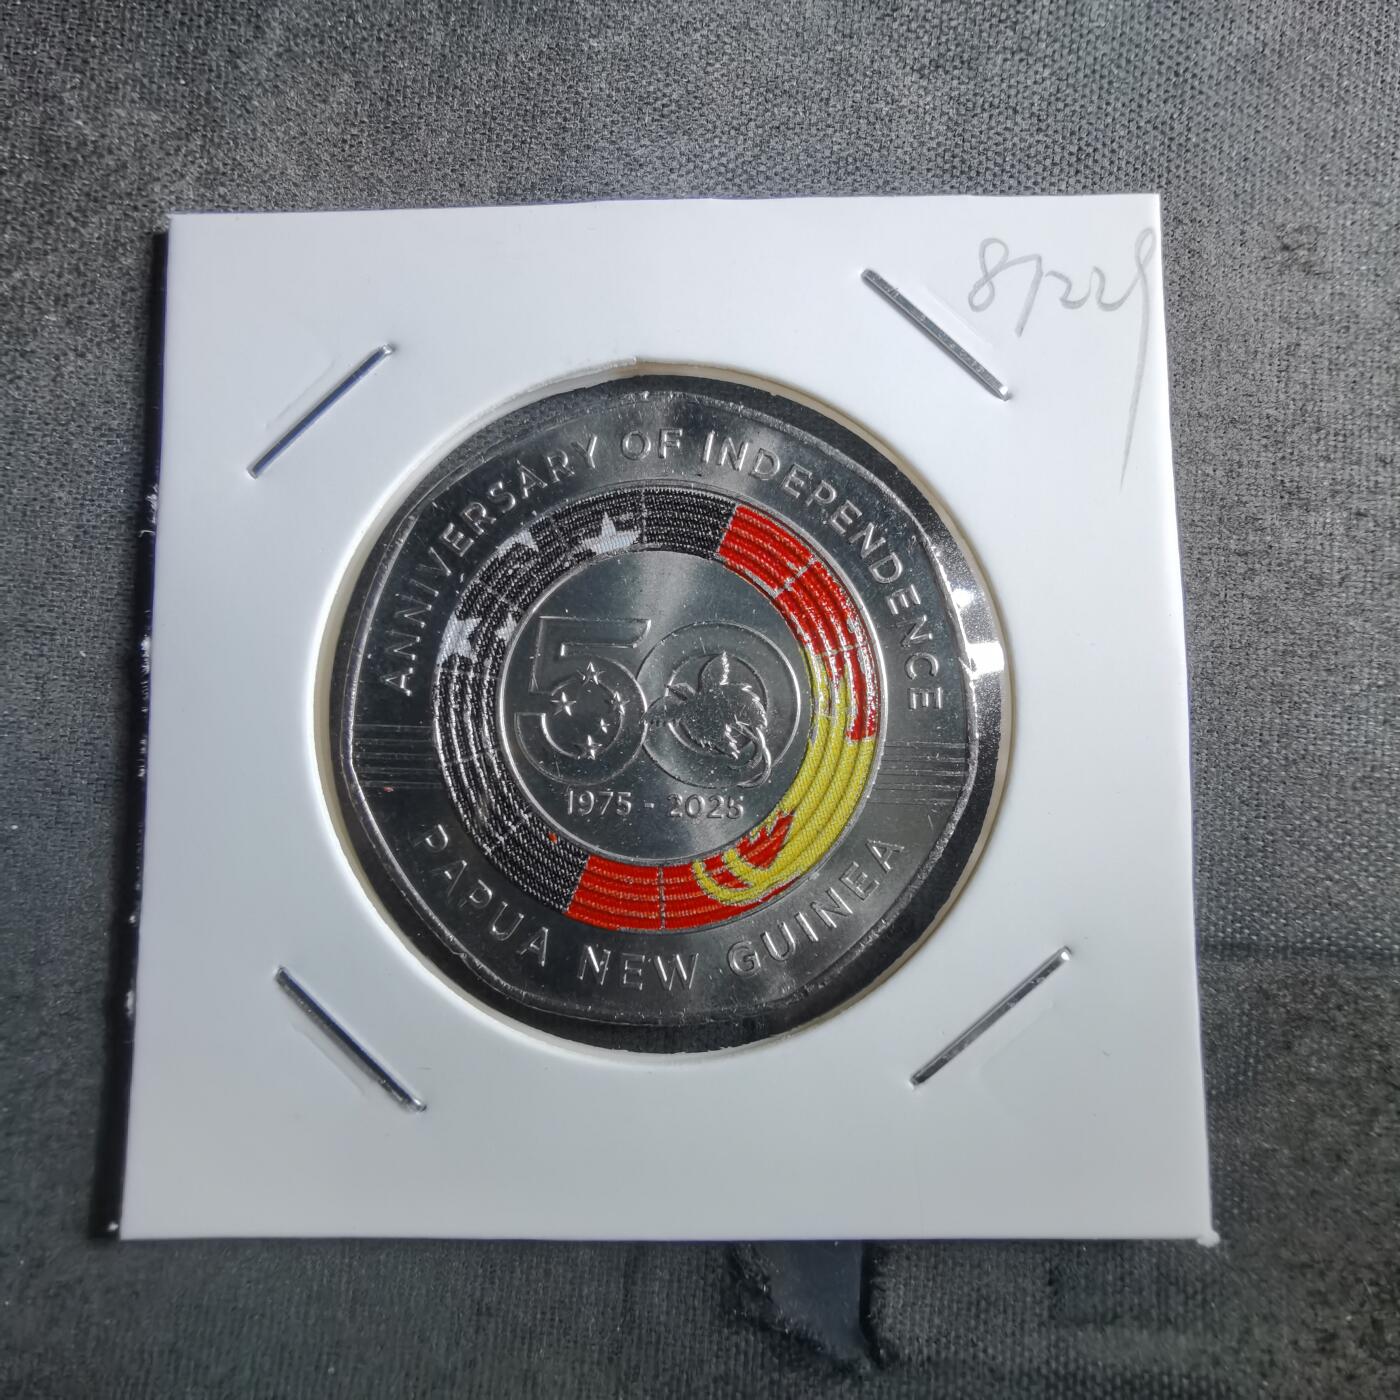 ANNIVERSARY OF INDEPENDENCE
50
1975 - 2025
PAPUA NEW GUINEA